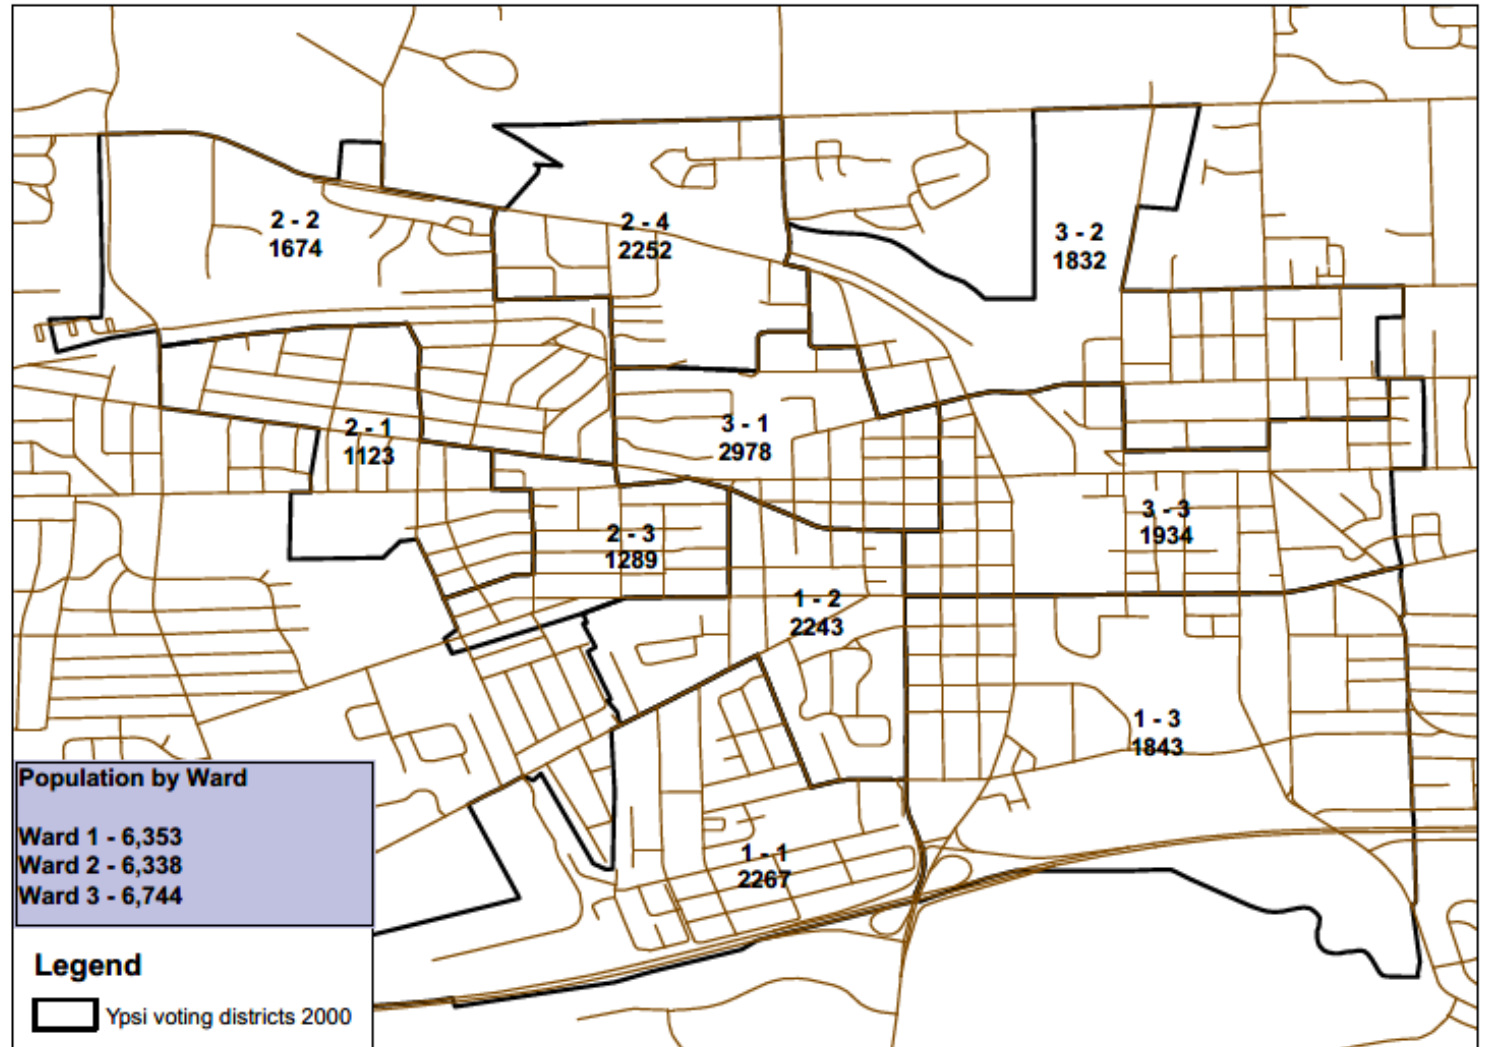 2 - 2
1674
2 - 4
2252
3 - 2
1832
2 - 1
1123
3 - 1
2978
2 - 3
1289
3 - 3
1934
1 - 2
2243
1 - 3
1843
1 - 1
2267
Population by Ward
Ward 1 - 6,353
Ward 2 - 6,338
Ward 3 - 6,744
Legend
Ypsi voting districts 2000